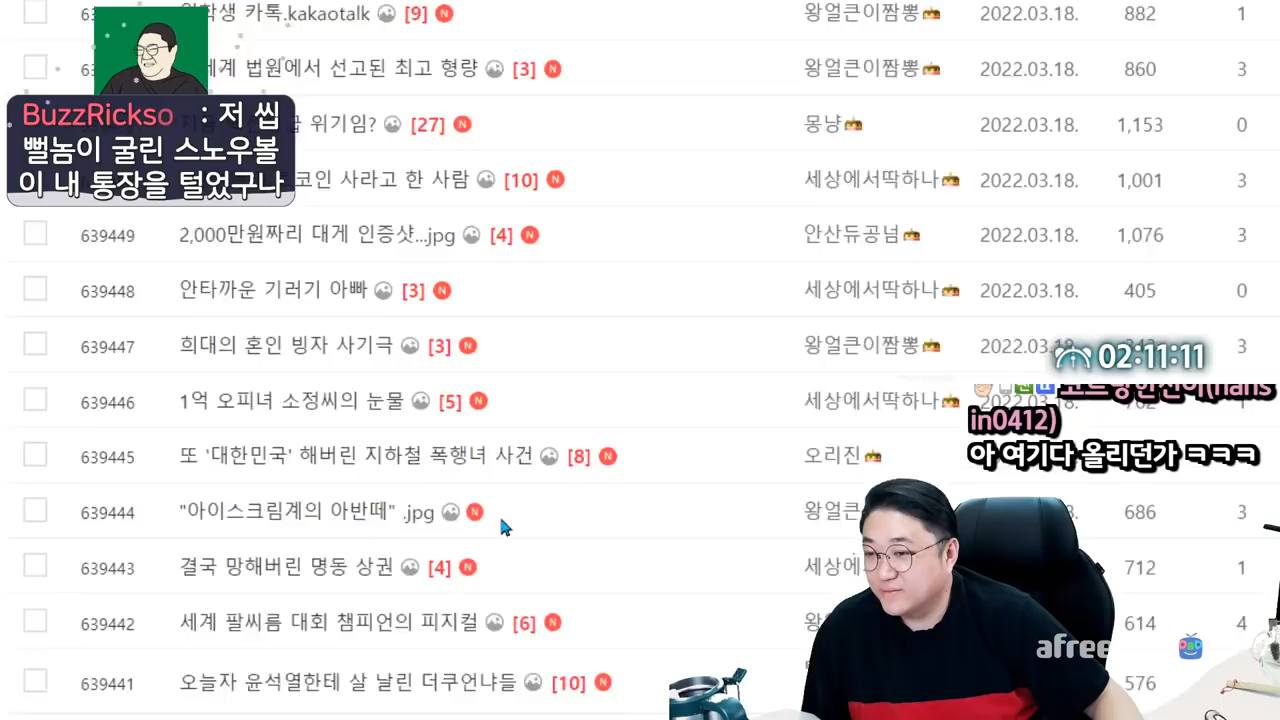 카톡.kakaotalk [9] N 왕얼큰이짬뽕 2022.03.18. 882 1
법원에서 선고된 최고 형량 [3] N 왕얼큰이짬뽕 2022.03.18. 860 3
BuzzRickso : 저 씹
뻘놈이 굴린 스노우볼
이 내 통장을 털었구나
위기임? [27] N 몽냥 2022.03.18. 1,153 0
코인 사라고 한 사람 [10] N 세상에서딱하나 2022.03.18. 1,001 3
639449 2,000만원짜리 대게 인증샷...jpg [4] N 안산듀공넘 2022.03.18. 1,076 3
639448 안타까운 기러기 아빠 [3] N 세상에서딱하나 2022.03.18. 405 0
639447 희대의 혼인 빙자 사기극 [3] N 왕얼큰이짬뽕 2022.03.18. 3
02:11:11
639446 1억 오피녀 소정씨의 눈물 [5] N 세상에서딱하나
in0412)
아 여기다 올리던가 ㅋㅋㅋ
639445 또 '대한민국' 해버린 지하철 폭행녀 사건 [8] N 오리진
639444 "아이스크림계의 아반떼" .jpg N 686 3
639443 결국 망해버린 명동 상권 [4] N 세상에 712 1
639442 세계 팔씨름 대회 챔피언의 피지컬 [6] N 614 4
afree
639441 오늘자 윤석열한테 살 날린 더쿠언냐들 [10] N 576